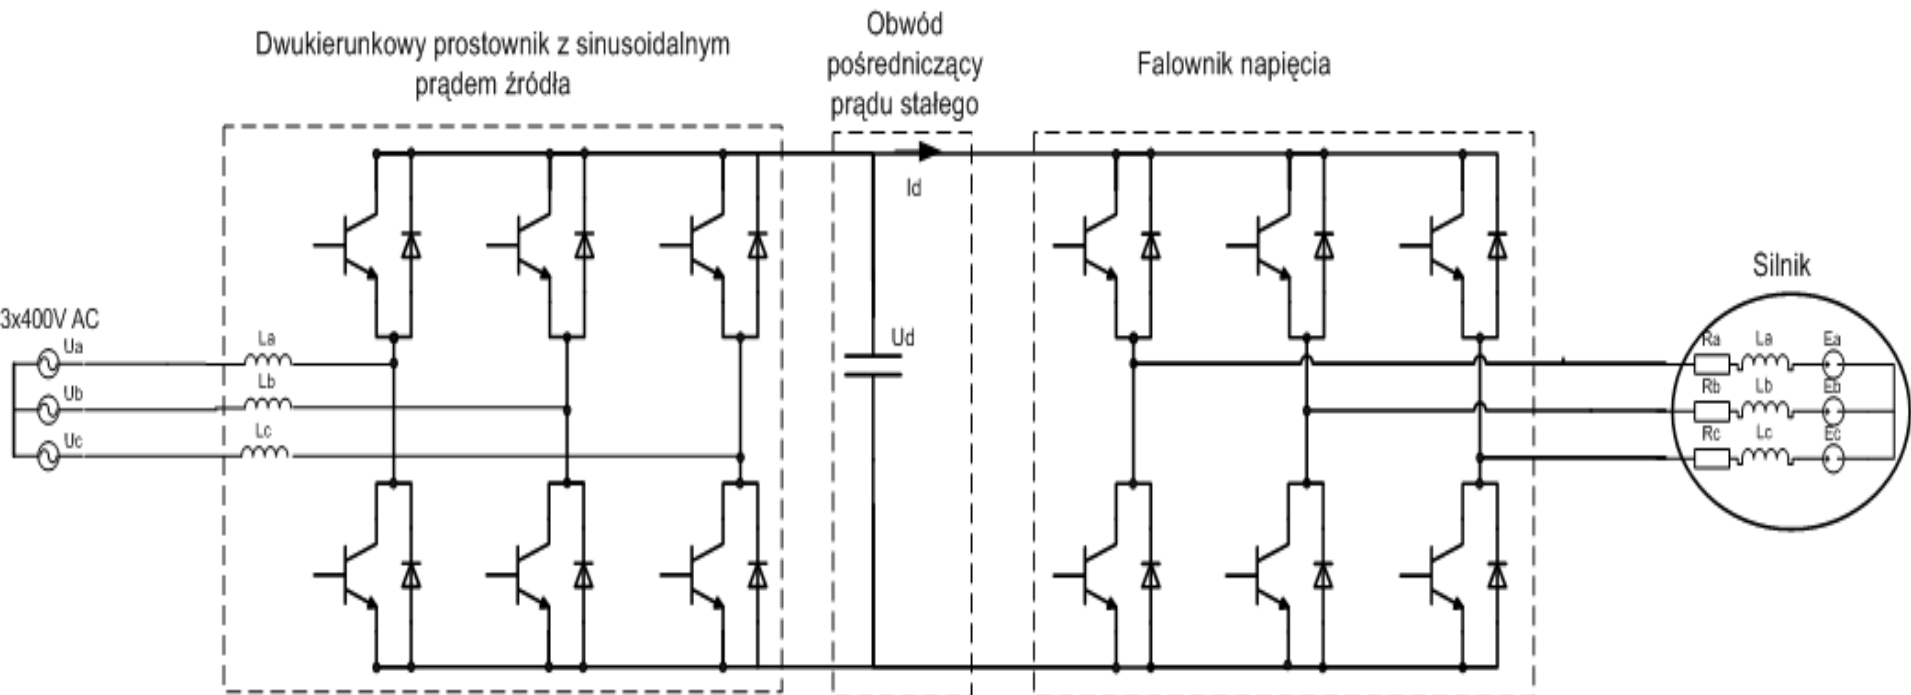 Dwukierunkowy prostownik z sinusoidalnym
prądem źródła
Obwód
pośredniczący
prądu stałego
Falownik napięcia
Id
Ud
3x400V AC
Ua
La
Ub
Lb
Uc
Lc
Silnik
Ra La Ea
Rb Lb Eb
Rc Lc Ec